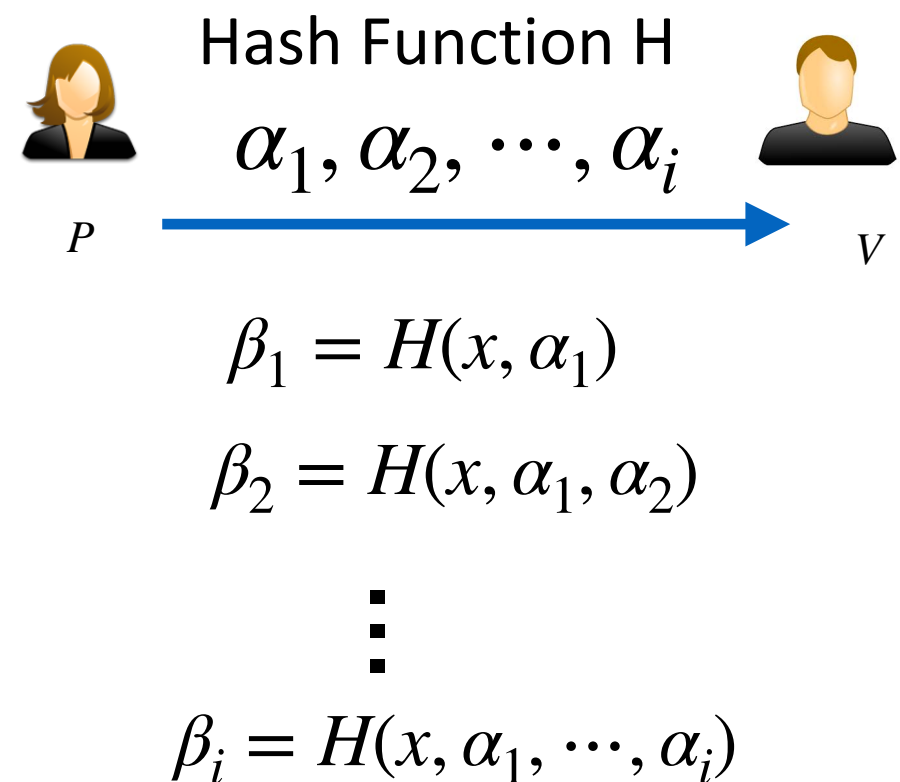 Hash Function H
α₁, α₂, ⋯, αᵢ
P
V
β₁ = H(x, α₁)
β₂ = H(x, α₁, α₂)
⋮
βᵢ = H(x, α₁, ⋯, αᵢ)